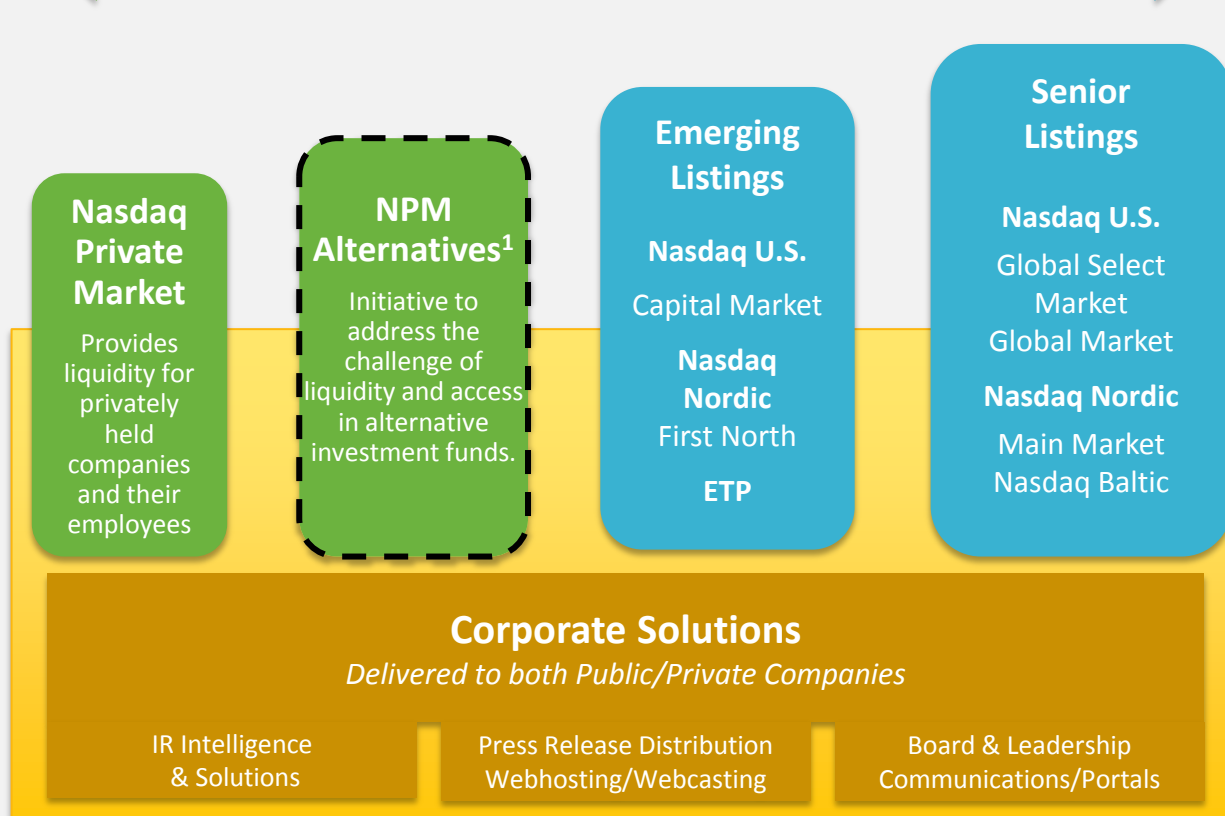 Nasdaq
Private
Market
Provides
liquidity for
privately
held
companies
and their
employees
NPM
Alternatives¹
Initiative to
address the
challenge of
liquidity and access
in alternative
investment funds.
Emerging
Listings
Nasdaq U.S.
Capital Market
Nasdaq
Nordic
First North
ETP
Senior
Listings
Nasdaq U.S.
Global Select
Market
Global Market
Nasdaq Nordic
Main Market
Nasdaq Baltic
Corporate Solutions
Delivered to both Public/Private Companies
IR Intelligence
& Solutions
Press Release Distribution
Webhosting/Webcasting
Board & Leadership
Communications/Portals